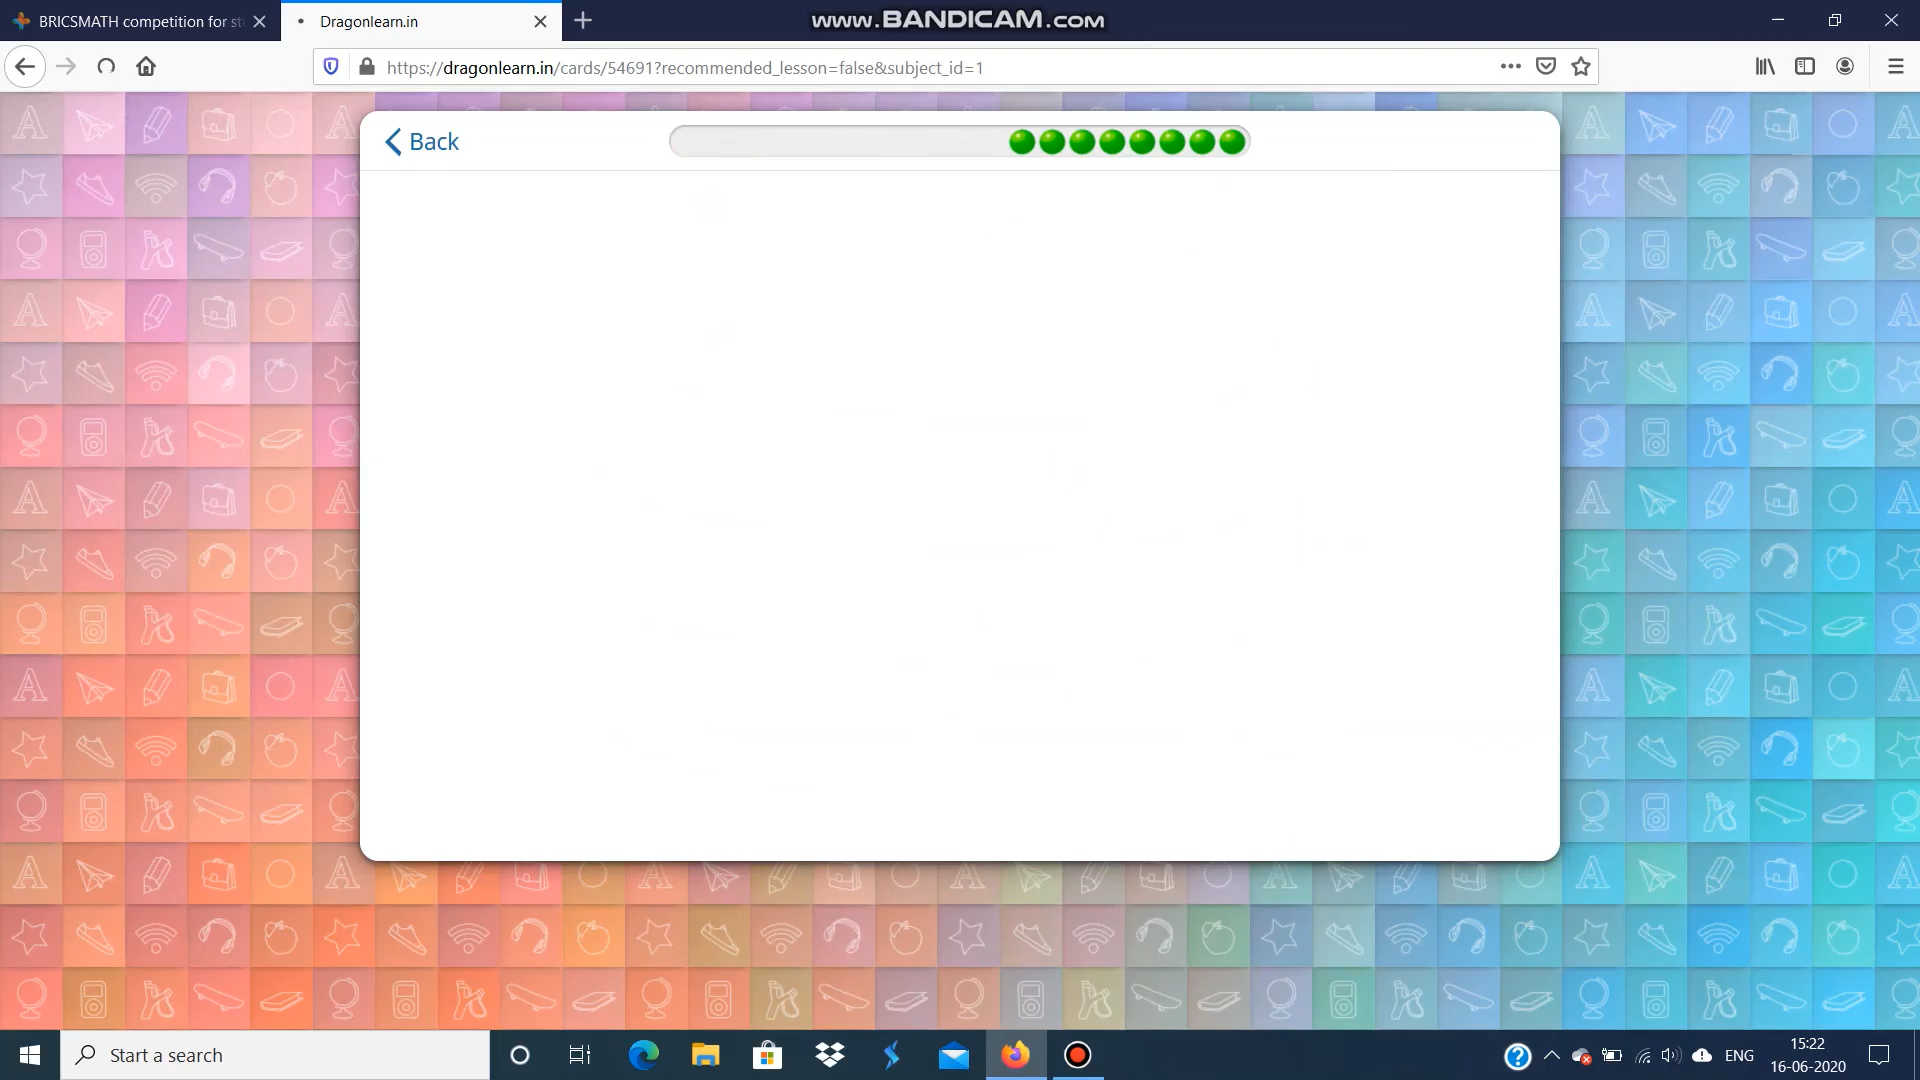 BRICSMATH competition for stu
Dragonlearn.in
www.BANDICAM.com
https://dragonlearn.in/cards/54691?recommended_lesson=false&subject_id=1
Back
Start a search
ENG
15:22
16-06-2020